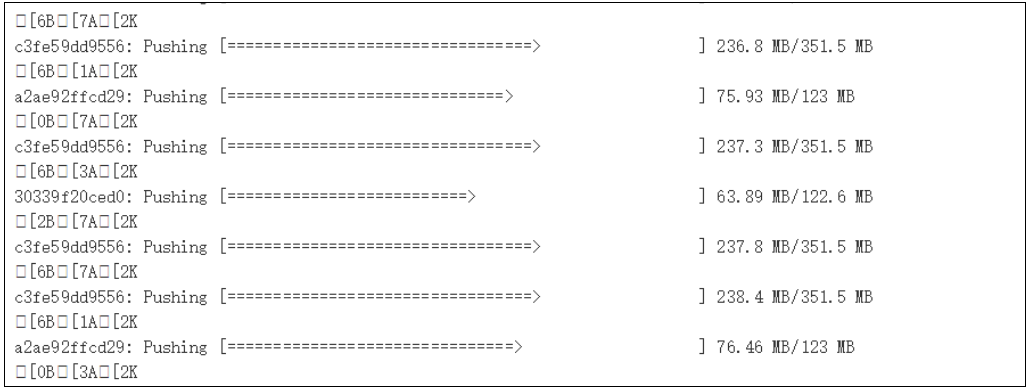 □[6B□[7A□[2K
c3fe59dd9556: Pushing [=================================>                 ] 236.8 MB/351.5 MB
□[6B□[1A□[2K
a2ae92ffcd29: Pushing [==============================>                    ] 75.93 MB/123 MB
□[0B□[7A□[2K
c3fe59dd9556: Pushing [=================================>                 ] 237.3 MB/351.5 MB
□[6B□[3A□[2K
30339f20ced0: Pushing [==========================>                        ] 63.89 MB/122.6 MB
□[2B□[7A□[2K
c3fe59dd9556: Pushing [=================================>                 ] 237.8 MB/351.5 MB
□[6B□[7A□[2K
c3fe59dd9556: Pushing [=================================>                 ] 238.4 MB/351.5 MB
□[6B□[1A□[2K
a2ae92ffcd29: Pushing [===============================>                   ] 76.46 MB/123 MB
□[0B□[3A□[2K